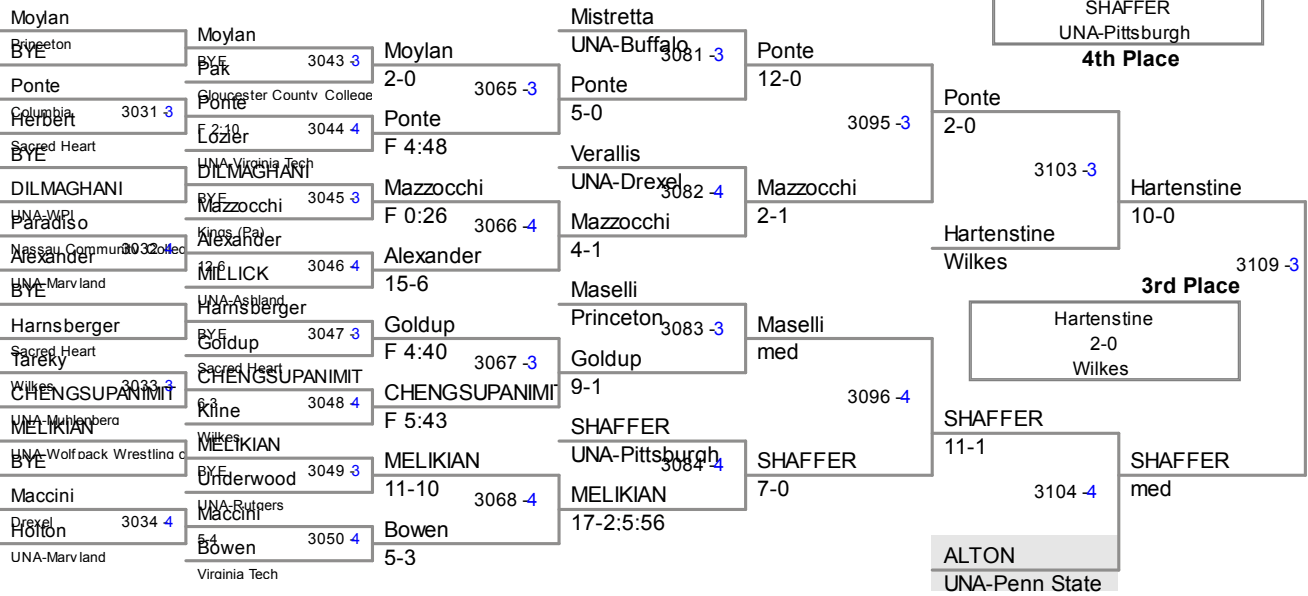 Moylan
Princeton
BYE
Ponte
Columbia
3031 -3
Herbert
Sacred Heart
BYE
DILMAGHANI
UNA-WPI
Paradiso
Nassau Community Colleg
3032 -4
Alexander
UNA-Maryland
BYE
Harnsberger
Sacred Heart
Tareky
Wilkes
3033 -3
CHENGSUPANIMIT
UNA-Muhlenberg
MELIKIAN
UNA-Wolfpack Wrestling c
BYE
Maccini
Drexel
3034 -4
Holton
UNA-Maryland
Moylan
BYE
3043 -3
Pak
Gloucester County College
Ponte
F 2:10
3044 -4
Lozier
UNA-Virginia Tech
DILMAGHANI
BYE
3045 -3
Mazzocchi
Kings (Pa)
Alexander
12-6
3046 -4
MILLICK
UNA-Ashland
Harnsberger
BYE
3047 -3
Goldup
Sacred Heart
CHENGSUPANIMIT
6-3
3048 -4
Kline
Wilkes
MELIKIAN
BYE
3049 -3
Underwood
UNA-Rutgers
Maccini
5-4
3050 -4
Bowen
Virginia Tech
Moylan
2-0
3065 -3
Ponte
F 4:48
Mazzocchi
F 0:26
3066 -4
Alexander
15-6
Goldup
F 4:40
3067 -3
CHENGSUPANIMIT
F 5:43
MELIKIAN
11-10
3068 -4
Bowen
5-3
Mistretta
UNA-Buffalo
3081 -3
Ponte
5-0
Verallis
UNA-Drexel
3082 -4
Mazzocchi
4-1
Maselli
Princeton
3083 -3
Goldup
9-1
SHAFFER
UNA-Pittsburgh
3084 -4
MELIKIAN
17-2;5:56
Ponte
12-0
3095 -3
Mazzocchi
2-1
Maselli
med
3096 -4
SHAFFER
7-0
Ponte
2-0
3103 -3
Hartenstine
Wilkes
SHAFFER
11-1
3104 -4
ALTON
UNA-Penn State
SHAFFER
UNA-Pittsburgh
4th Place
Hartenstine
10-0
3109 -3
3rd Place
Hartenstine
2-0
Wilkes
SHAFFER
med